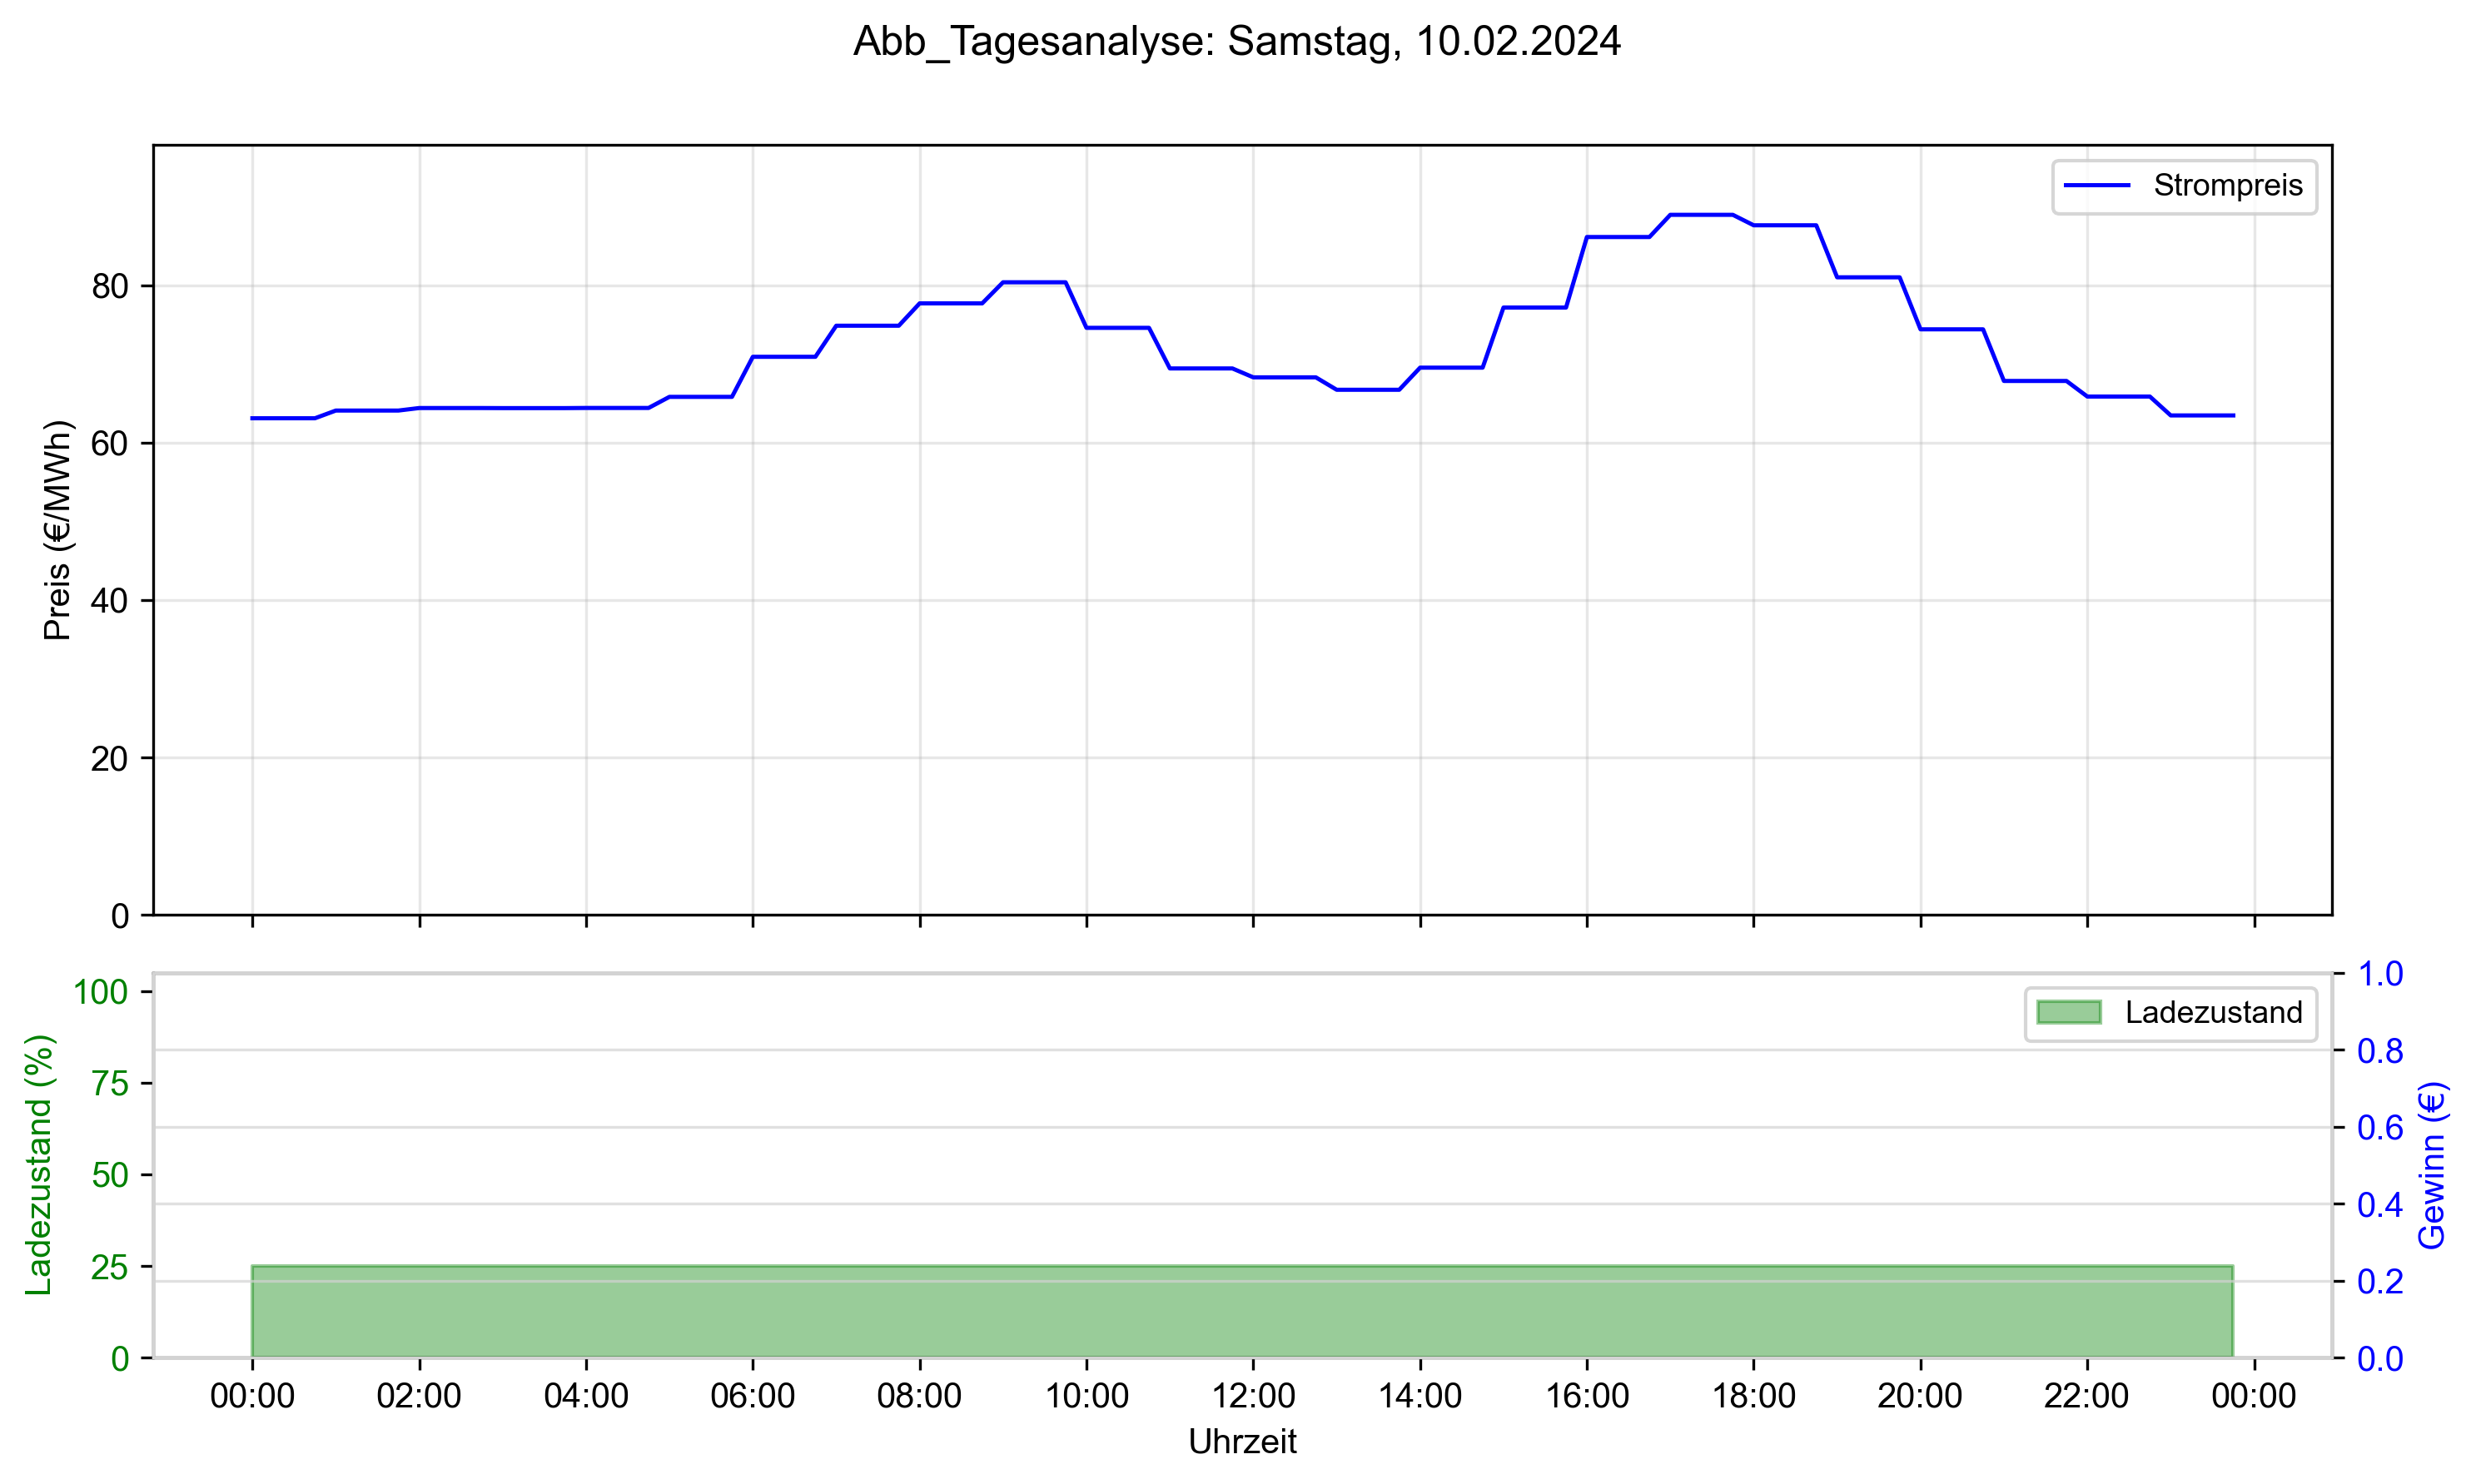 Abb_Tagesanalyse: Samstag, 10.02.2024
Strompreis
Preis (€/MWh)
80
60
40
20
0
Ladezustand
Ladezustand (%)
100
75
50
25
0
Gewinn (€)
1.0
0.8
0.6
0.4
0.2
0.0
00:00 02:00 04:00 06:00 08:00 10:00 12:00 14:00 16:00 18:00 20:00 22:00 00:00
Uhrzeit